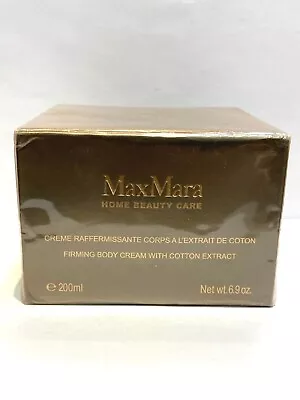 MaxMara
HOME BEAUTY CARE
CRÈME RAFFERMISSANTE CORPS A L'EXTRAIT DE COTON
FIRMING BODY CREAM WITH COTTON EXTRACT
e 200ml Net wt. 6.9 oz.